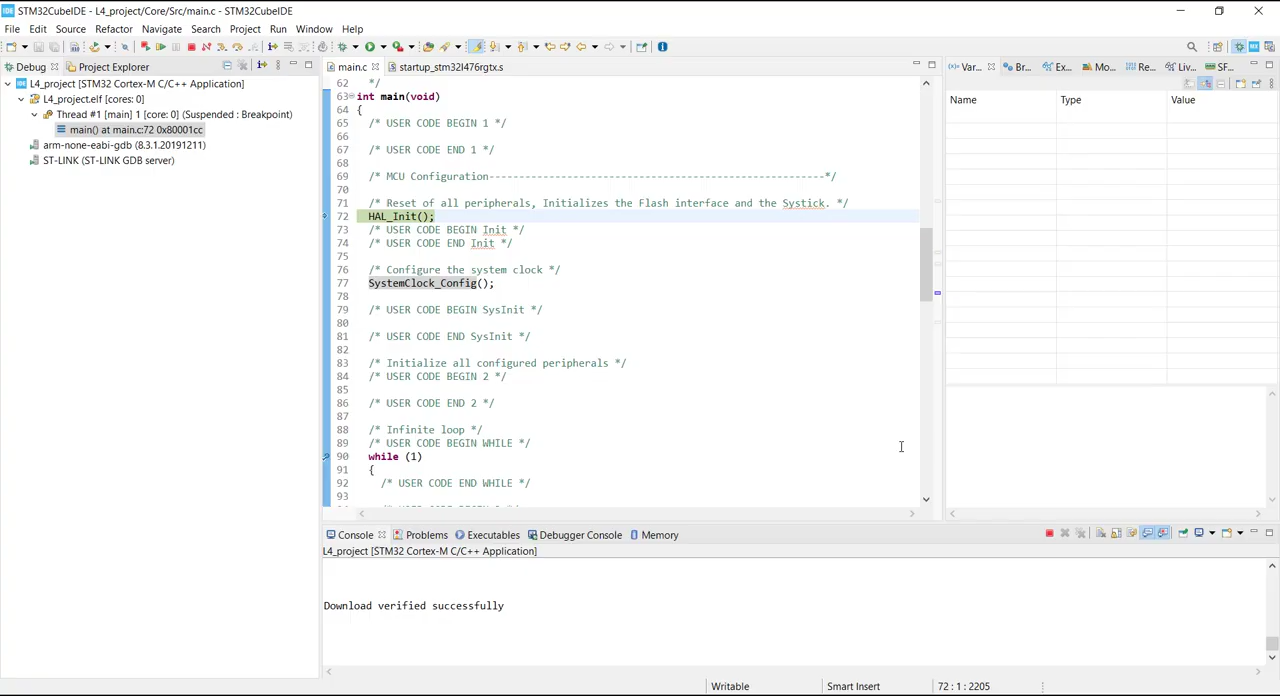 IDE STM32CubeIDE - L4_project/Core/Src/main.c - STM32CubeIDE
File Edit Source Refactor Navigate Search Project Run Window Help
Debug Project Explorer
L4_project [STM32 Cortex-M C/C++ Application]
L4_project.elf [cores: 0]
Thread #1 [main] 1 [core: 0] (Suspended : Breakpoint)
main() at main.c:72 0x80001cc
arm-none-eabi-gdb (8.3.1.20191211)
ST-LINK (ST-LINK GDB server)
main.c startup_stm32l476rgtx.s
62 */
63 int main(void)
64 {
65 /* USER CODE BEGIN 1 */
66
67 /* USER CODE END 1 */
68
69 /* MCU Configuration--------------------------------------------------------*/
70
71 /* Reset of all peripherals, Initializes the Flash interface and the Systick. */
72 HAL_Init();
73 /* USER CODE BEGIN Init */
74 /* USER CODE END Init */
75
76 /* Configure the system clock */
77 SystemClock_Config();
78
79 /* USER CODE BEGIN SysInit */
80
81 /* USER CODE END SysInit */
82
83 /* Initialize all configured peripherals */
84 /* USER CODE BEGIN 2 */
85
86 /* USER CODE END 2 */
87
88 /* Infinite loop */
89 /* USER CODE BEGIN WHILE */
90 while (1)
91 {
92 /* USER CODE END WHILE */
93
Var... Br... Ex... Mo... Re... Liv... SF...
Name Type Value
Console Problems Executables Debugger Console Memory
L4_project [STM32 Cortex-M C/C++ Application]
Download verified successfully
Writable Smart Insert 72 : 1 : 2205